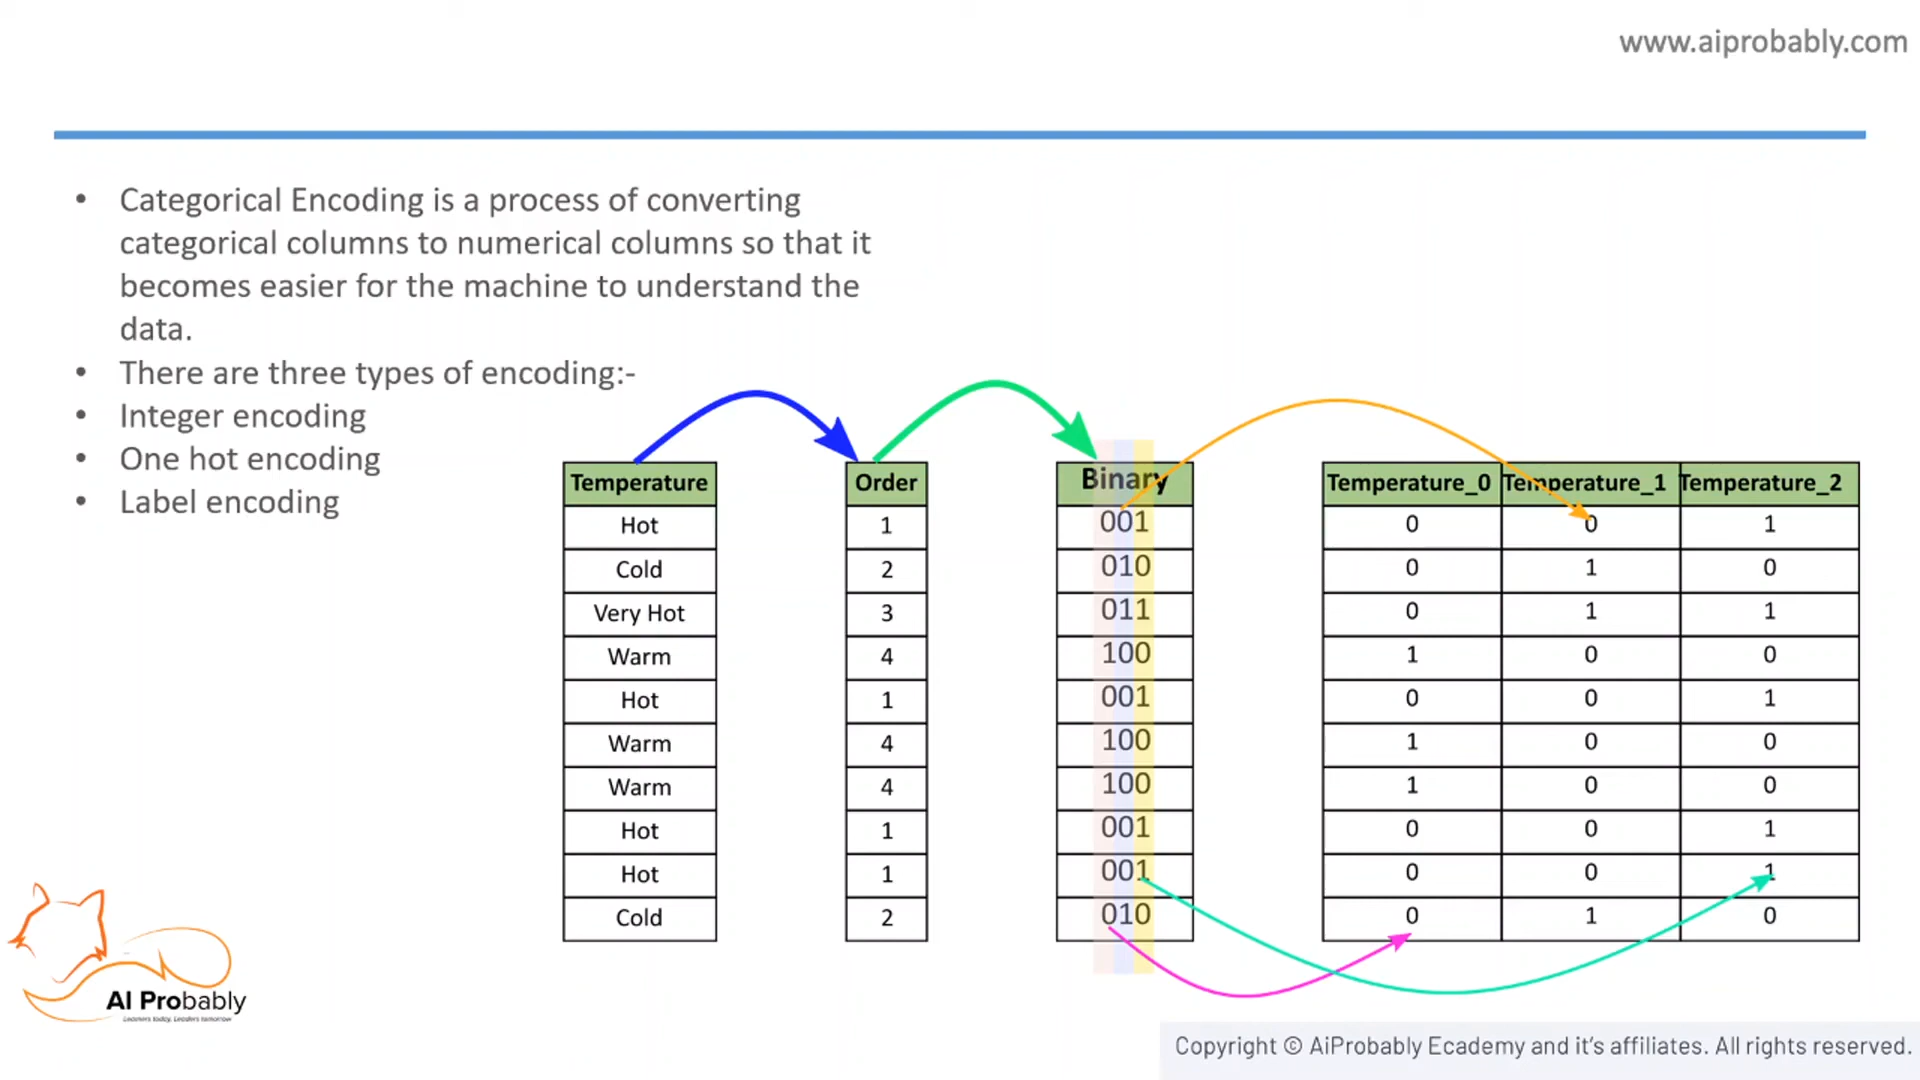 www.aiprobably.com
• Categorical Encoding is a process of converting
categorical columns to numerical columns so that it
becomes easier for the machine to understand the
data.
• There are three types of encoding:-
• Integer encoding
• One hot encoding
• Label encoding
Temperature Order Binary Temperature_0 Temperature_1 Temperature_2
Hot 1 001 0 0 1
Cold 2 010 0 1 0
Very Hot 3 011 0 1 1
Warm 4 100 1 0 0
Hot 1 001 0 0 1
Warm 4 100 1 0 0
Warm 4 100 1 0 0
Hot 1 001 0 0 1
Hot 1 001 0 0 1
Cold 2 010 0 1 0
AI Probably
Learners today, Leaders tomorrow
Copyright © AiProbably Ecademy and it's affiliates. All rights reserved.